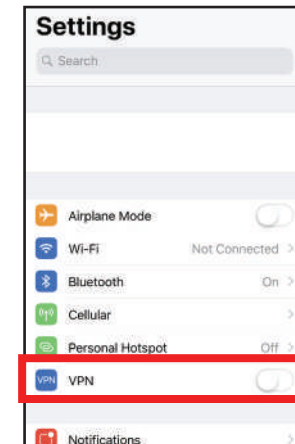 Settings
Search
Airplane Mode
Wi-Fi Not Connected
Bluetooth On
Cellular
Personal Hotspot Off
VPN VPN
Notifications